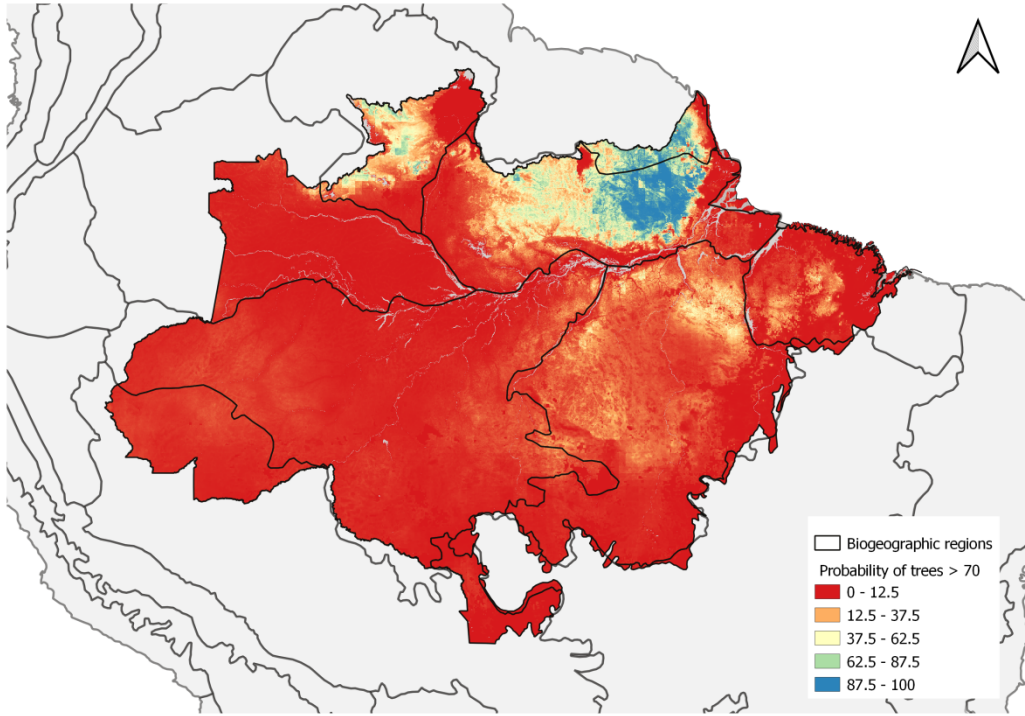 Biogeographic regions
Probability of trees > 70
0 - 12.5
12.5 - 37.5
37.5 - 62.5
62.5 - 87.5
87.5 - 100